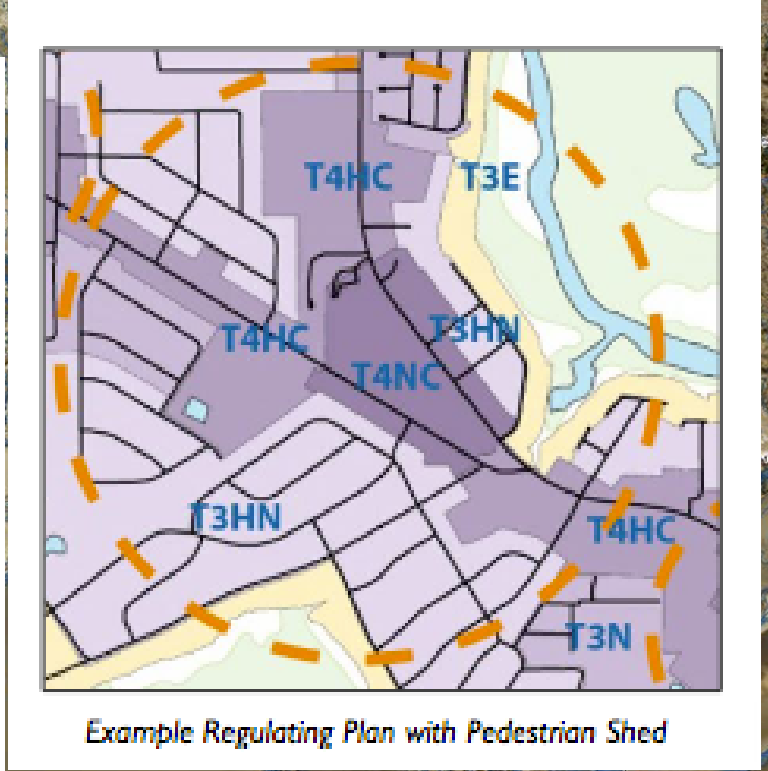 T4HC
T3E
T4HC
T3HN
T4NC
T3HN
T4HC
T3N
Example Regulating Plan with Pedestrian Shed